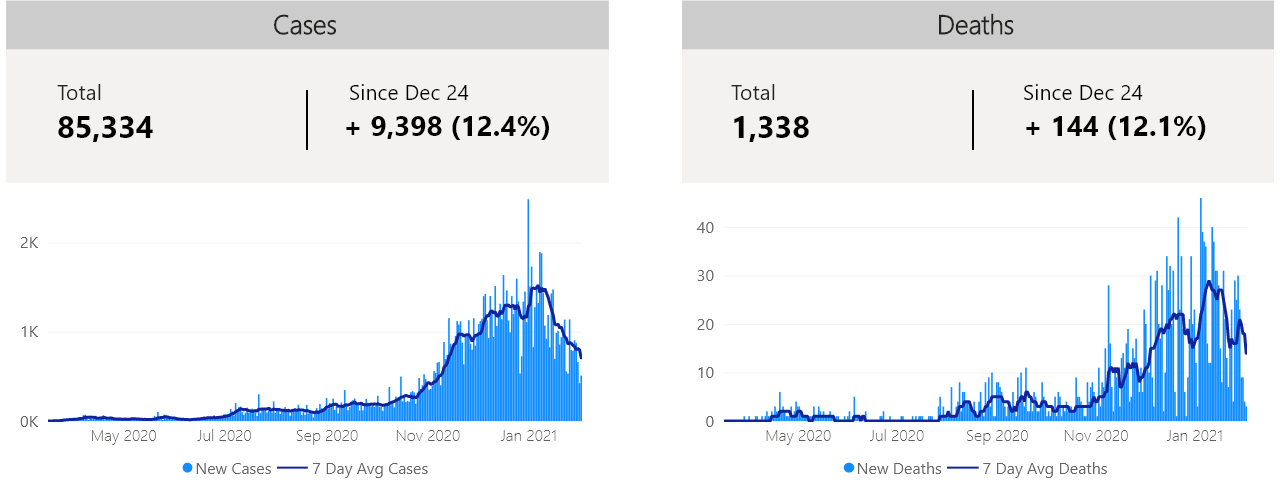 Cases
Total
85,334
Since Dec 24
+ 9,398 (12.4%)
2K
1K
0K
May 2020 Jul 2020 Sep 2020 Nov 2020 Jan 2021
New Cases 7 Day Avg Cases
Deaths
Total
1,338
Since Dec 24
+ 144 (12.1%)
40
30
20
10
0
May 2020 Jul 2020 Sep 2020 Nov 2020 Jan 2021
New Deaths 7 Day Avg Deaths